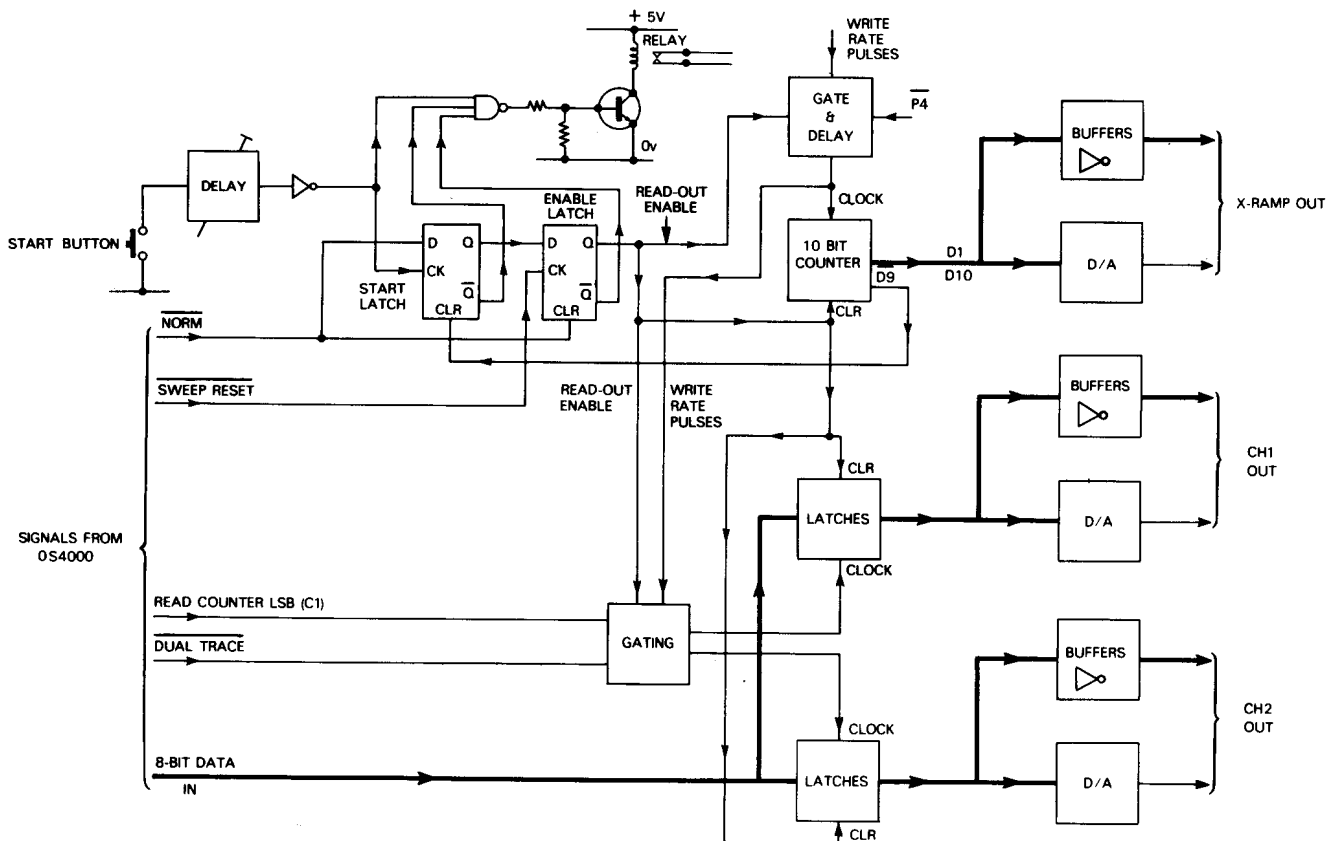 + 5V
RELAY
WRITE
RATE
PULSES
GATE
&
DELAY
P4
BUFFERS
0v
DELAY
ENABLE
LATCH
READ-OUT
ENABLE
CLOCK
X-RAMP OUT
START BUTTON
D Q
CK
Q
CLR
START
LATCH
D Q
CK
Q
CLR
10 BIT
COUNTER
D9
D1
D10
D/A
CLR
NORM
SWEEP RESET
READ-OUT
ENABLE
WRITE
RATE
PULSES
BUFFERS
CLR
CH1
OUT
LATCHES
D/A
SIGNALS FROM
OS4000
CLOCK
READ COUNTER LSB (C1)
GATING
DUAL TRACE
BUFFERS
CLOCK
CH2
OUT
8-BIT DATA
IN
LATCHES
D/A
CLR